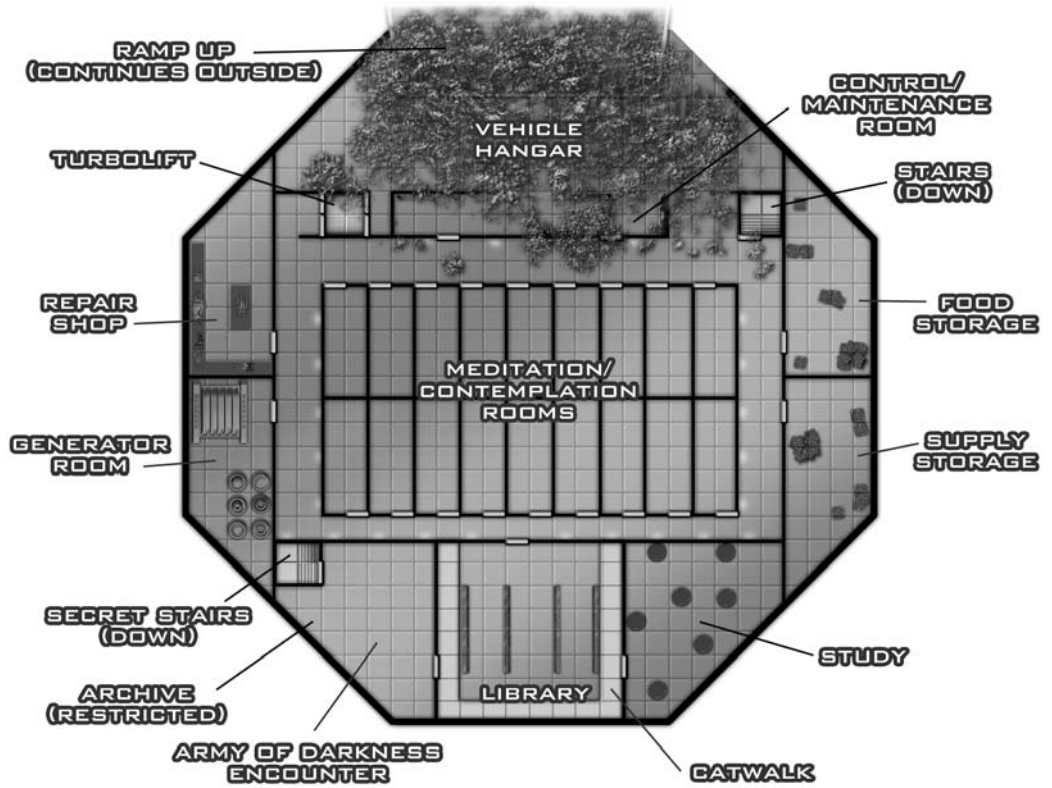 RAMP UP
(CONTINUES OUTSIDE)
CONTROL/
MAINTENANCE
ROOM
VEHICLE
HANGAR
TURBOLIFT
STAIRS
(DOWN)
REPAIR
SHOP
FOOD
STORAGE
MEDITATION/
CONTEMPLATION
ROOMS
GENERATOR
ROOM
SUPPLY
STORAGE
SECRET STAIRS
(DOWN)
STUDY
ARCHIVE
(RESTRICTED)
LIBRARY
ARMY OF DARKNESS
ENCOUNTER
CATWALK